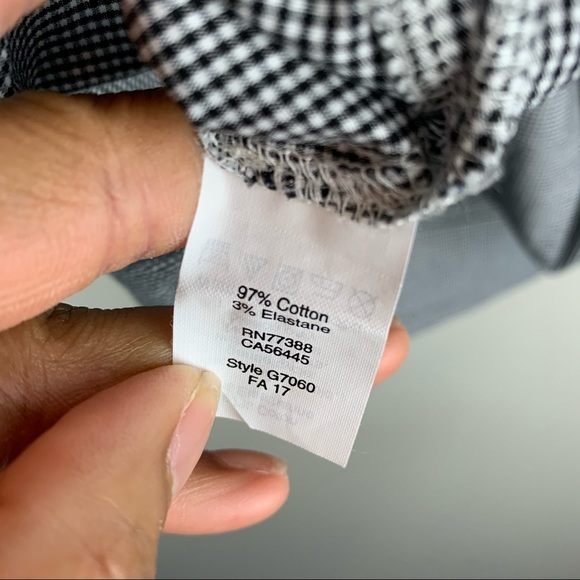 97% Cotton
3% Elastane
RN77388
CA56445
Style G7060
FA 17